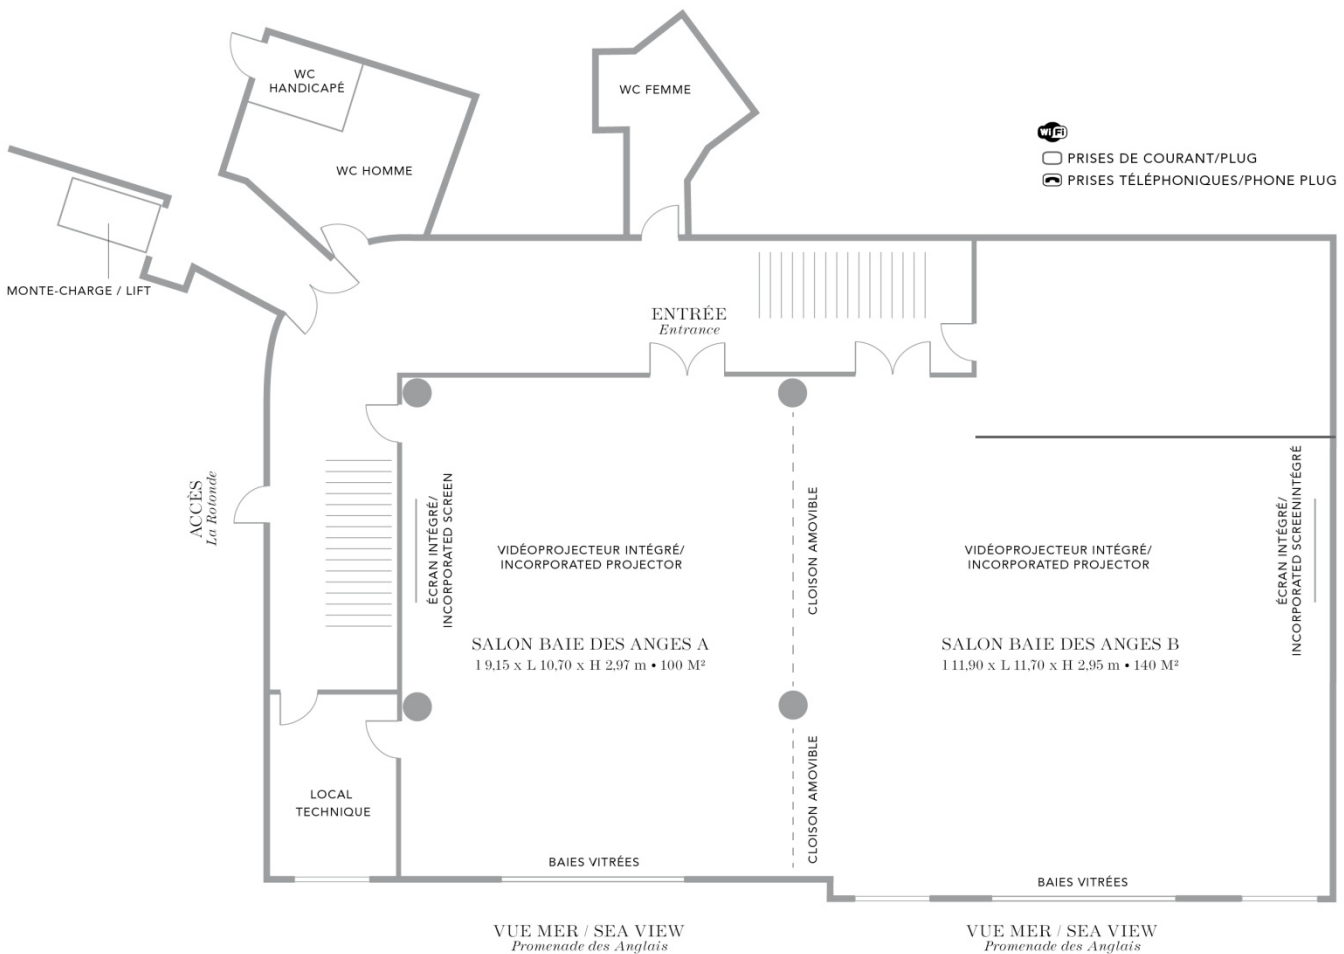 WC
HANDICAPÉ
WC HOMME
WC FEMME
WiFi
PRISES DE COURANT/PLUG
PRISES TÉLÉPHONIQUES/PHONE PLUG
MONTE-CHARGE / LIFT
ENTRÉE
Entrance
ACCÈS
La Rotonde
ÉCRAN INTÉGRÉ/
INCORPORATED SCREEN
VIDÉOPROJECTEUR INTÉGRÉ/
INCORPORATED PROJECTOR
CLOISON AMOVIBLE
VIDÉOPROJECTEUR INTÉGRÉ/
INCORPORATED PROJECTOR
ÉCRAN INTÉGRÉ/
INCORPORATED SCREENINTÉGRÉ
SALON BAIE DES ANGES A
l 9,15 x L 10,70 x H 2,97 m • 100 M²
SALON BAIE DES ANGES B
l 11,90 x L 11,70 x H 2,95 m • 140 M²
LOCAL
TECHNIQUE
CLOISON AMOVIBLE
BAIES VITRÉES
BAIES VITRÉES
VUE MER / SEA VIEW
Promenade des Anglais
VUE MER / SEA VIEW
Promenade des Anglais